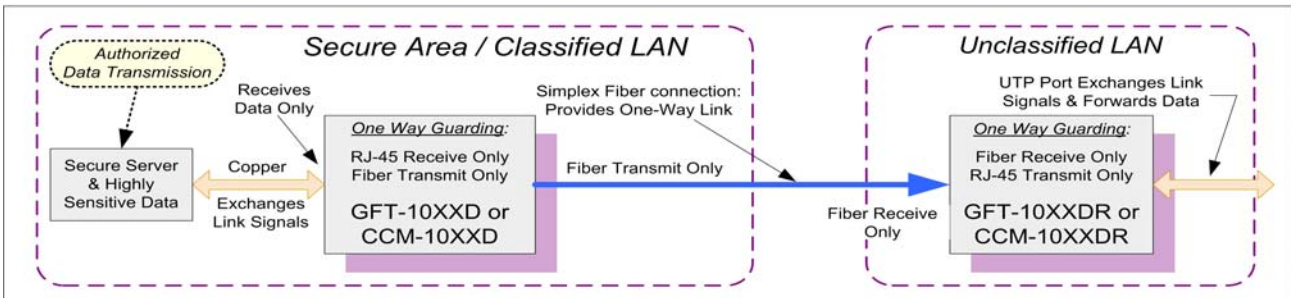 Secure Area / Classified LAN
Authorized
Data Transmission
Receives
Data Only
Secure Server
& Highly
Sensitive Data
Copper
Exchanges
Link Signals
One Way Guarding:
RJ-45 Receive Only
Fiber Transmit Only
GFT-10XXD or
CCM-10XXD
Simplex Fiber connection:
Provides One-Way Link
Fiber Transmit Only
Unclassified LAN
Fiber Receive
Only
One Way Guarding:
Fiber Receive Only
RJ-45 Transmit Only
GFT-10XXDR or
CCM-10XXDR
UTP Port Exchanges Link
Signals & Forwards Data